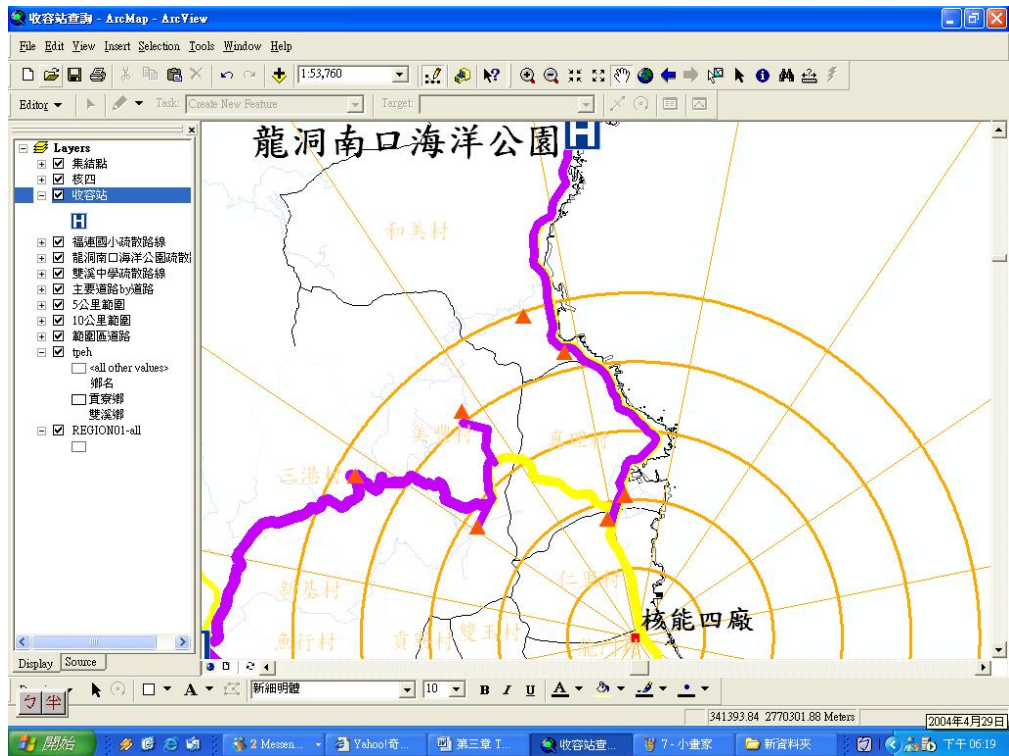 收容站查詢 - ArcMap - ArcView
File Edit View Insert Selection Tools Window Help
1:53,760
Editor Task: Create New Feature Target:
Layers
集結點
核四
收容站
H
福連國小疏散路線
龍洞南口海洋公園疏散
雙溪中學疏散路線
主要道路by道路
5公里範圍
10公里範圍
範圍區道路
tpeh
<all other values>
鄉名
貢寮鄉
雙溪鄉
REGION01-all
Display Source
龍洞南口海洋公園 H
和美村
美豐村
真理村
三港村
仁里村
新基村
核能四廠
魚行村
雙玉村
新細明體 10 B I U A
ㄅ 半
341393.84 2770301.88 Meters
2004年4月29日
開始 2 Messen... Yahoo!奇... 第三章 T... 收容站查... 7 - 小畫家 新資料夾 下午 06:19